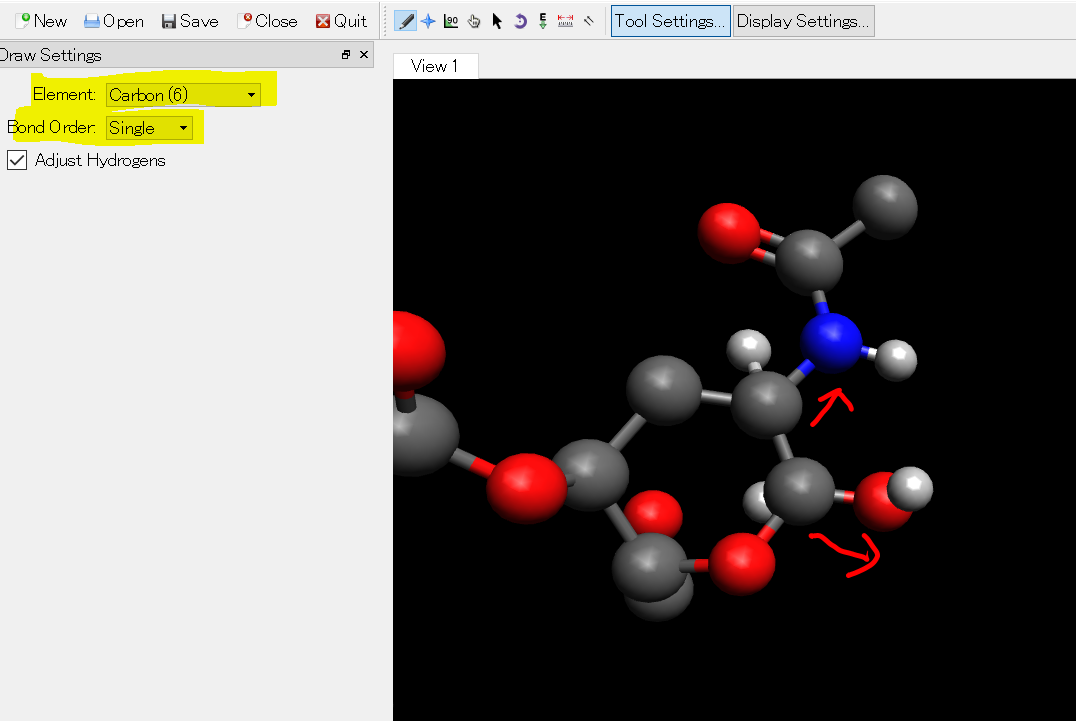 New Open Save Close Quit 90 E Tool Settings... Display Settings...
Draw Settings
View 1
Element: Carbon (6)
Bond Order: Single
Adjust Hydrogens